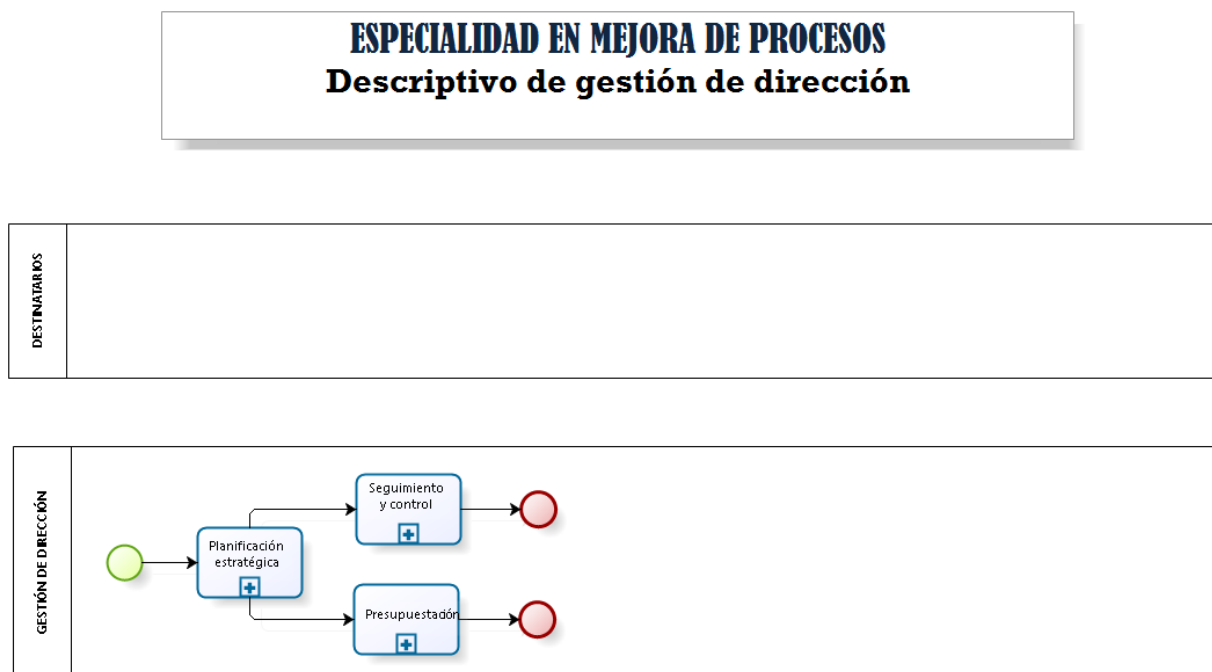 ESPECIALIDAD EN MEJORA DE PROCESOS
Descriptivo de gestión de dirección
DESTINATARIOS
GESTIÓN DE DIRECCIÓN
Planificación
estratégica
Seguimiento
y control
Presupuestación